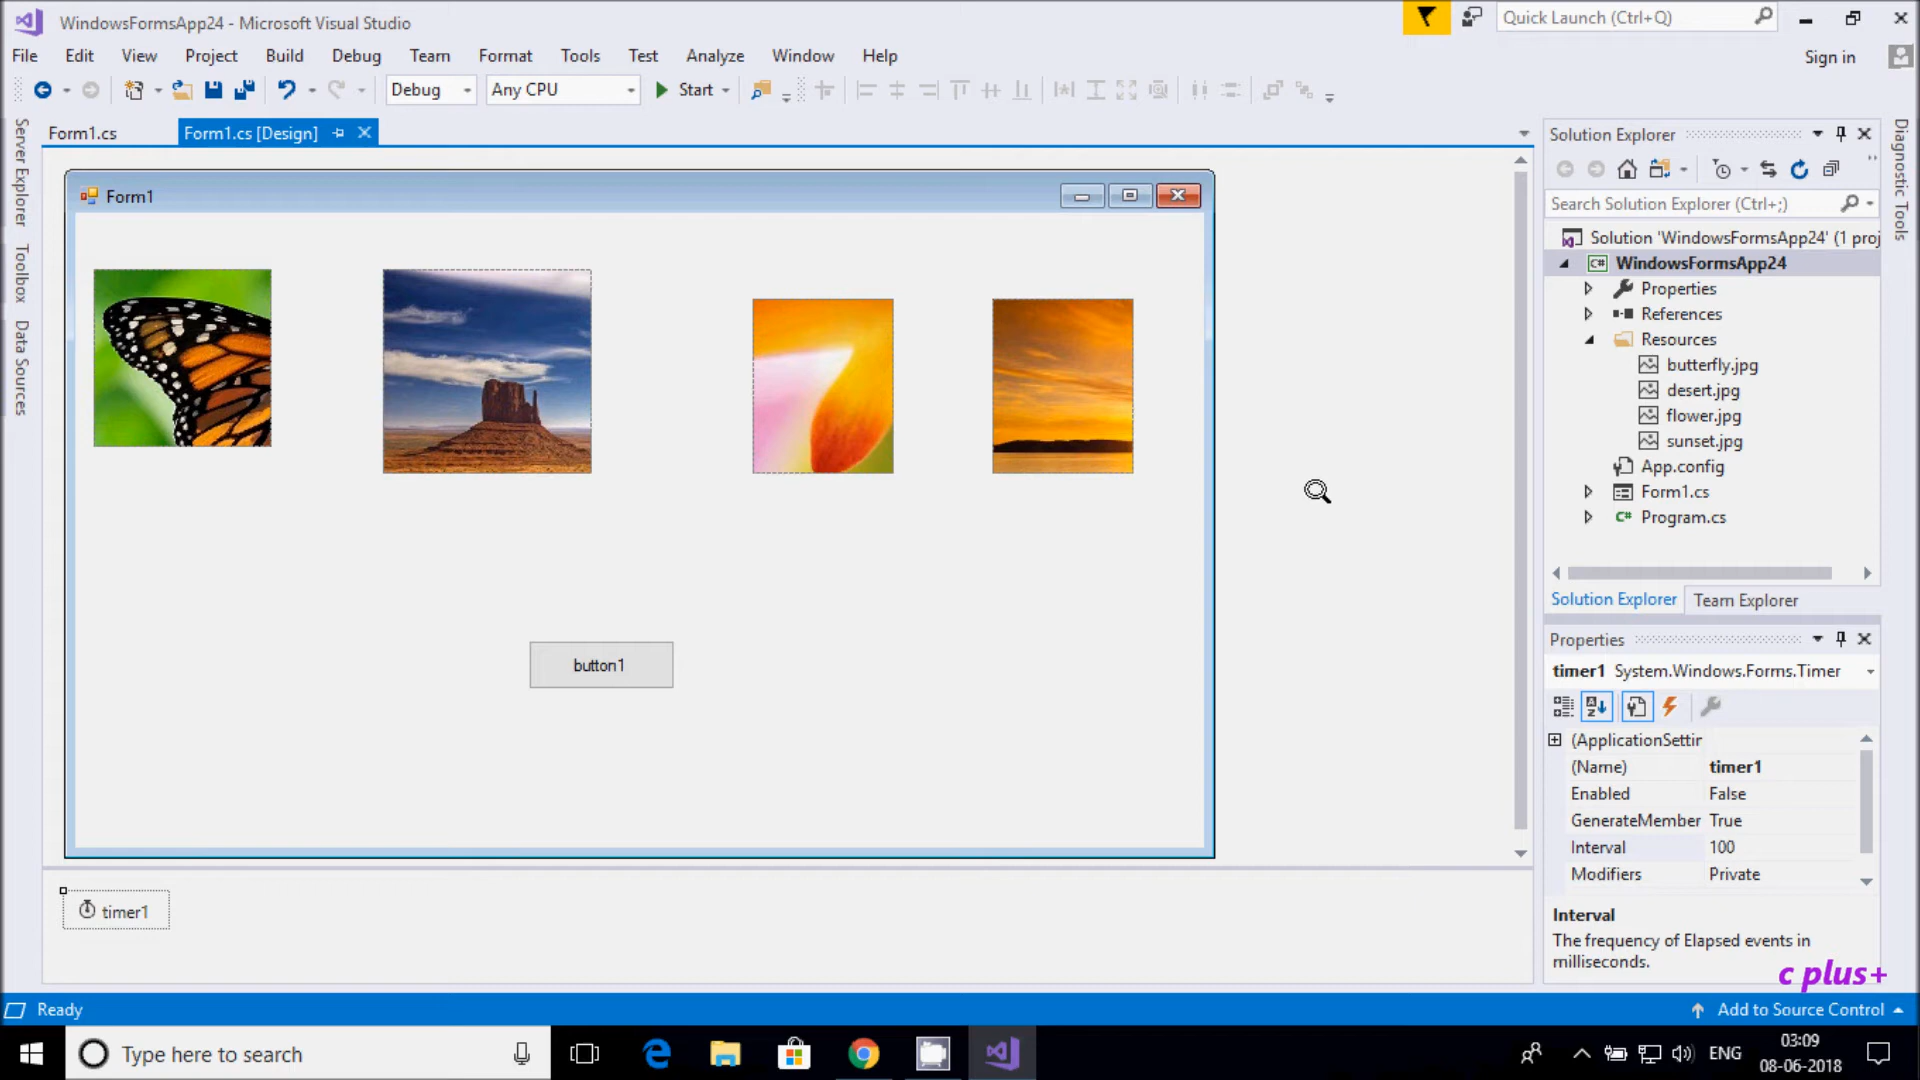 WindowsFormsApp24 - Microsoft Visual Studio
Quick Launch (Ctrl+Q)
File Edit View Project Build Debug Team Format Tools Test Analyze Window Help
Sign in
Debug Any CPU Start
Server Explorer
Toolbox
Data Sources
Form1.cs Form1.cs [Design]
Form1
button1
timer1
Solution Explorer
Search Solution Explorer (Ctrl+;)
Solution 'WindowsFormsApp24' (1 proj
C# WindowsFormsApp24
Properties
References
Resources
butterfly.jpg
desert.jpg
flower.jpg
sunset.jpg
App.config
Form1.cs
C# Program.cs
Solution Explorer Team Explorer
Diagnostic Tools
Properties
timer1 System.Windows.Forms.Timer
(ApplicationSettin
(Name) timer1
Enabled False
GenerateMember True
Interval 100
Modifiers Private
Interval
The frequency of Elapsed events in
milliseconds.
c plus+
Ready
Add to Source Control
Type here to search
ENG
03:09
08-06-2018